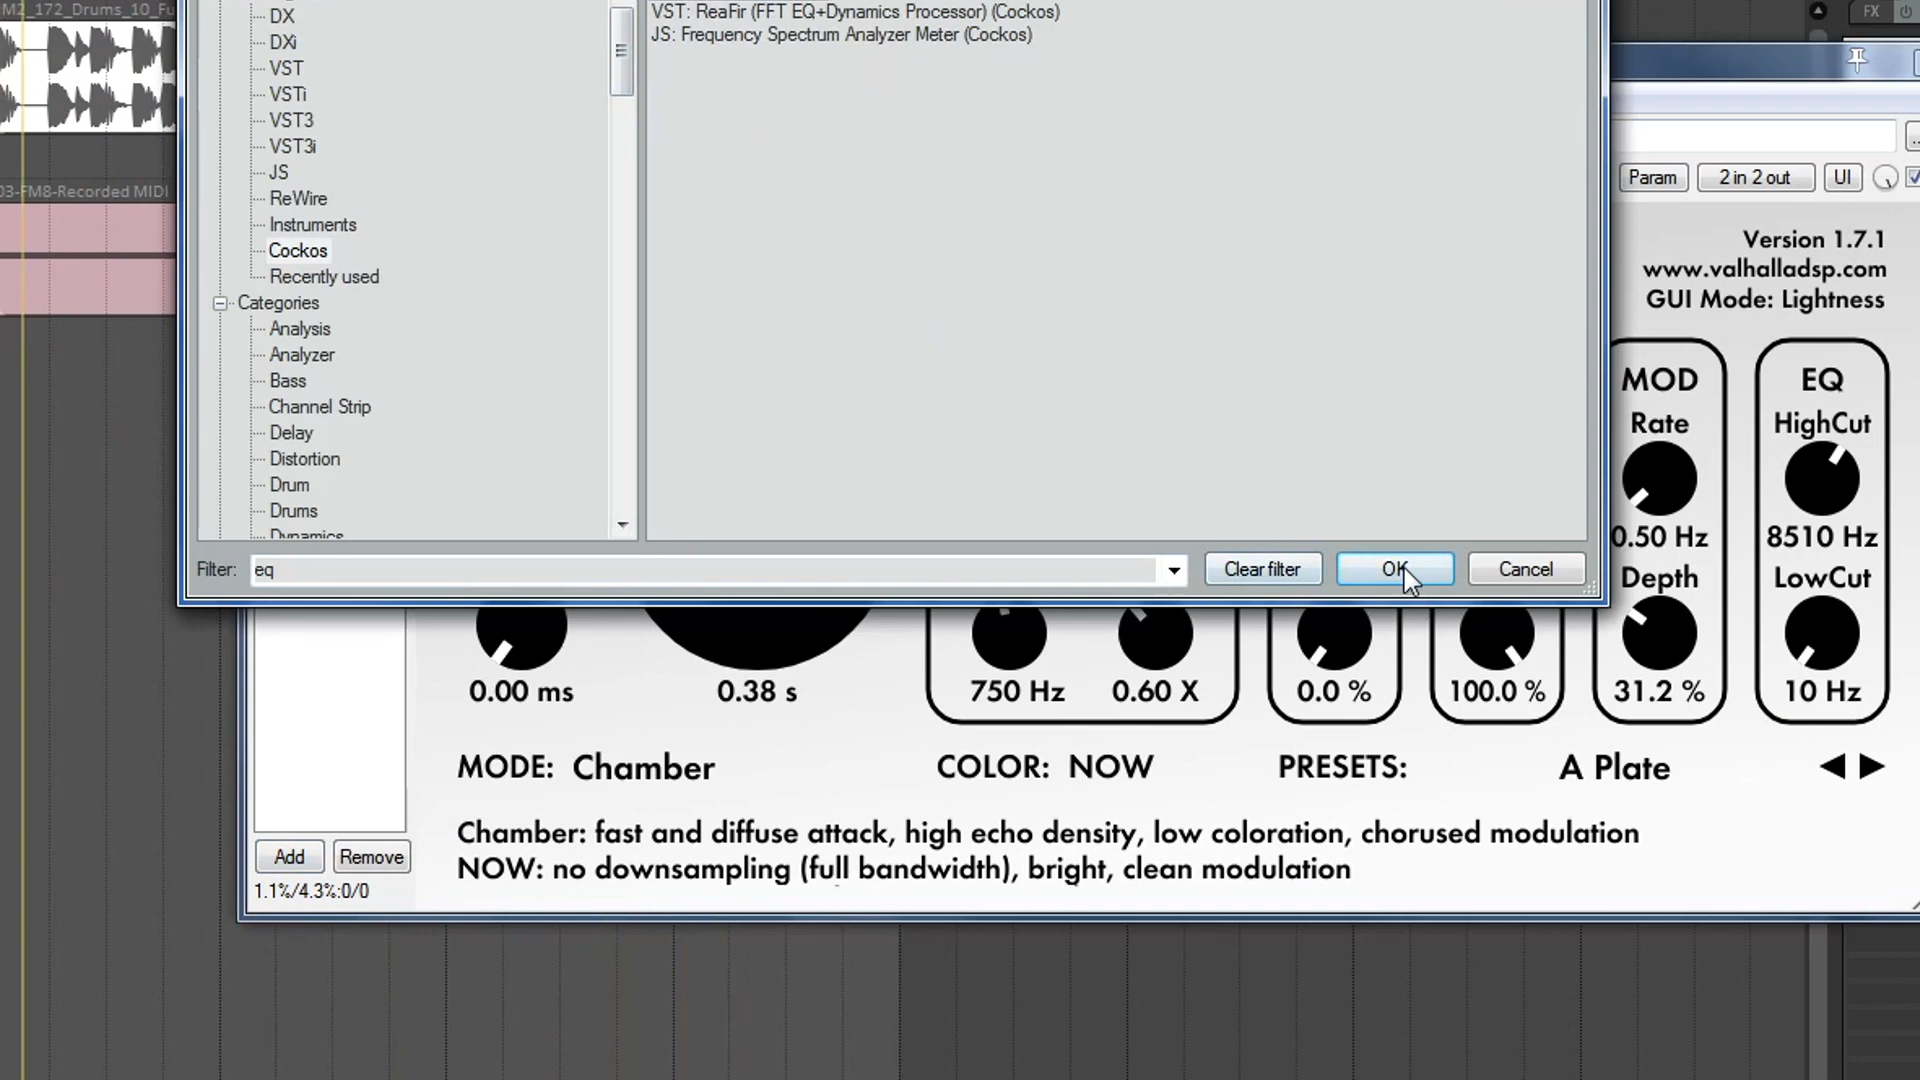 M2_172_Drums_10_Fu
DX
DXi
VST
VSTi
VST3
VST3i
JS
ReWire
Instruments
Cockos
Recently used
Categories
Analysis
Analyzer
Bass
Channel Strip
Delay
Distortion
Drum
Drums
Dynamics
VST: ReaFir (FFT EQ+Dynamics Processor) (Cockos)
JS: Frequency Spectrum Analyzer Meter (Cockos)
Filter: eq
Clear filter
OK
Cancel
03-FM8-Recorded MIDI
FX
Param
2 in 2 out
UI
Version 1.7.1
www.valhalladsp.com
GUI Mode: Lightness
MOD
Rate
0.50 Hz
Depth
31.2 %
EQ
HighCut
8510 Hz
LowCut
10 Hz
0.00 ms
0.38 s
750 Hz
0.60 X
0.0 %
100.0 %
MODE: Chamber
COLOR: NOW
PRESETS:
A Plate
Chamber: fast and diffuse attack, high echo density, low coloration, chorused modulation
NOW: no downsampling (full bandwidth), bright, clean modulation
Add
Remove
1.1%/4.3%:0/0